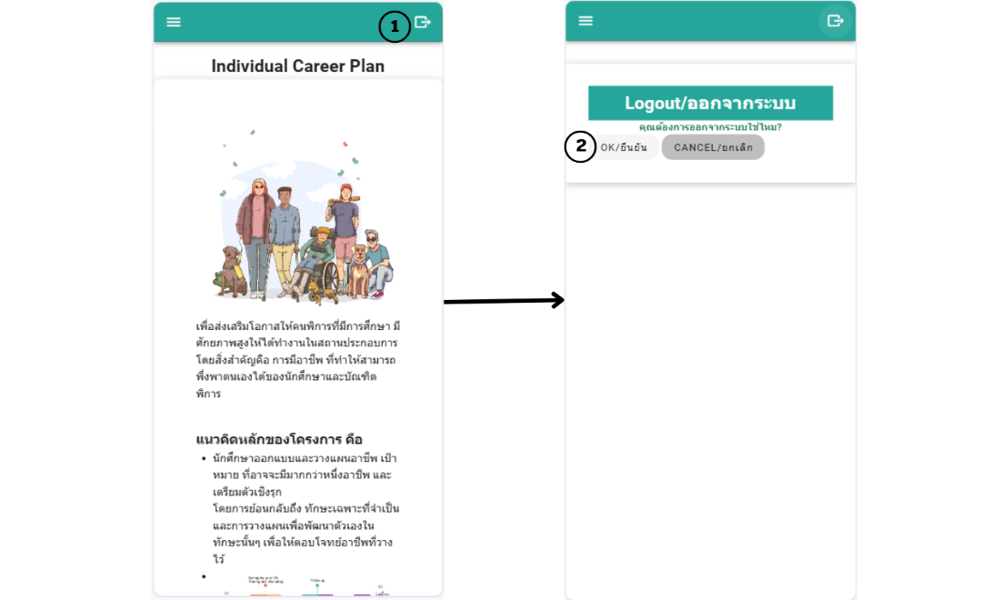 1
Individual Career Plan
เพื่อส่งเสริมโอกาสให้คนพิการที่มีการศึกษา มี
ศักยภาพสูงให้ได้ทำงานในสถานประกอบการ
โดยสิ่งสำคัญคือ การมีอาชีพ ที่ทำให้สามารถ
พึ่งพาตนเองได้ของนักศึกษาและบัณฑิต
พิการ
แนวคิดหลักของโครงการ คือ
• นักศึกษาออกแบบและวางแผนอาชีพ เป้า
หมาย ที่อาจจะมีมากกว่าหนึ่งอาชีพ และ
เตรียมตัวเชิงรุก
โดยการย้อนกลับถึง ทักษะเฉพาะที่จำเป็น
และการวางแผนเพื่อพัฒนาตัวเองใน
ทักษะนั้นๆ เพื่อให้ตอบโจทย์อาชีพที่วาง
ไว้
•
Follow up
Logout/ออกจากระบบ
คุณต้องการออกจากระบบใช่ไหม?
2 OK/ยืนยัน CANCEL/ยกเลิก